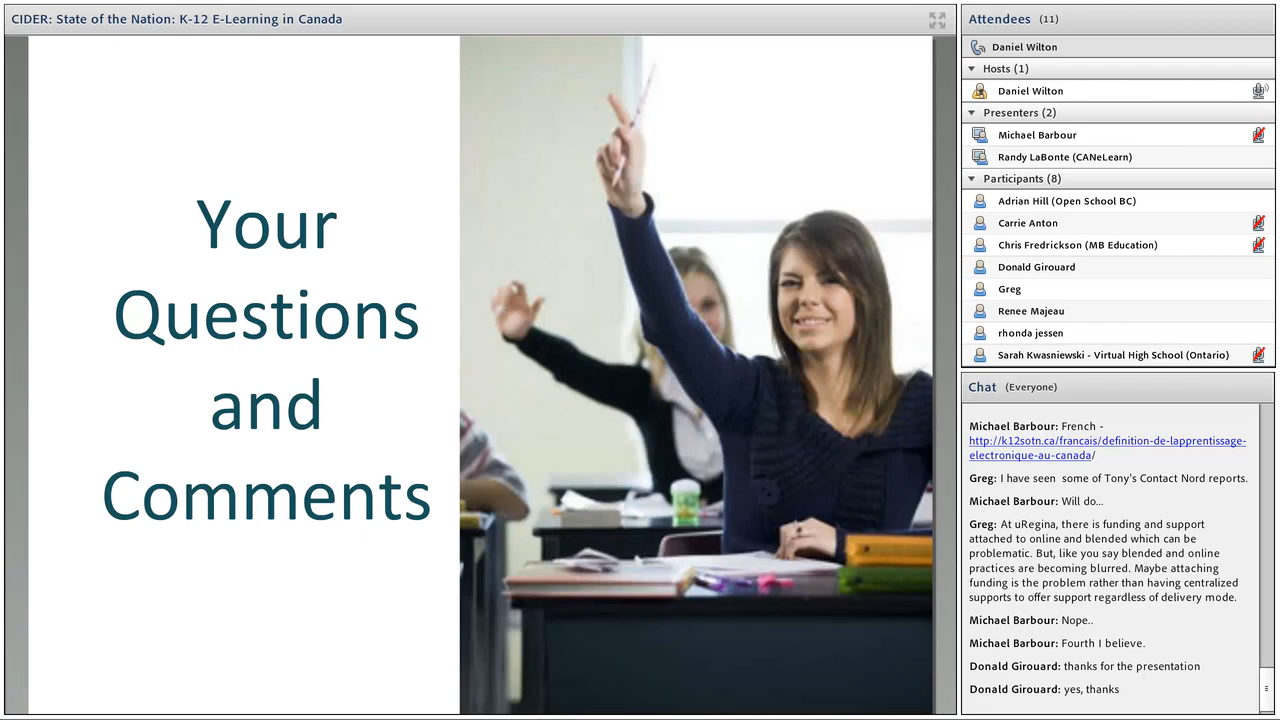 CIDER: State of the Nation: K-12 E-Learning in Canada
Your
Questions
and
Comments
Attendees (11)
Daniel Wilton
Hosts (1)
Daniel Wilton
Presenters (2)
Michael Barbour
Randy LaBonte (CANeLearn)
Participants (8)
Adrian Hill (Open School BC)
Carrie Anton
Chris Fredrickson (MB Education)
Donald Girouard
Greg
Renee Majeau
rhonda jessen
Sarah Kwasniewski - Virtual High School (Ontario)
Chat (Everyone)
Michael Barbour: French -
http://k12sotn.ca/francais/definition-de-lapprentissage-
electronique-au-canada/
Greg: I have seen some of Tony's Contact Nord reports.
Michael Barbour: Will do...
Greg: At uRegina, there is funding and support
attached to online and blended which can be
problematic. But, like you say blended and online
practices are becoming blurred. Maybe attaching
funding is the problem rather than having centralized
supports to offer support regardless of delivery mode.
Michael Barbour: Nope..
Michael Barbour: Fourth I believe.
Donald Girouard: thanks for the presentation
Donald Girouard: yes, thanks